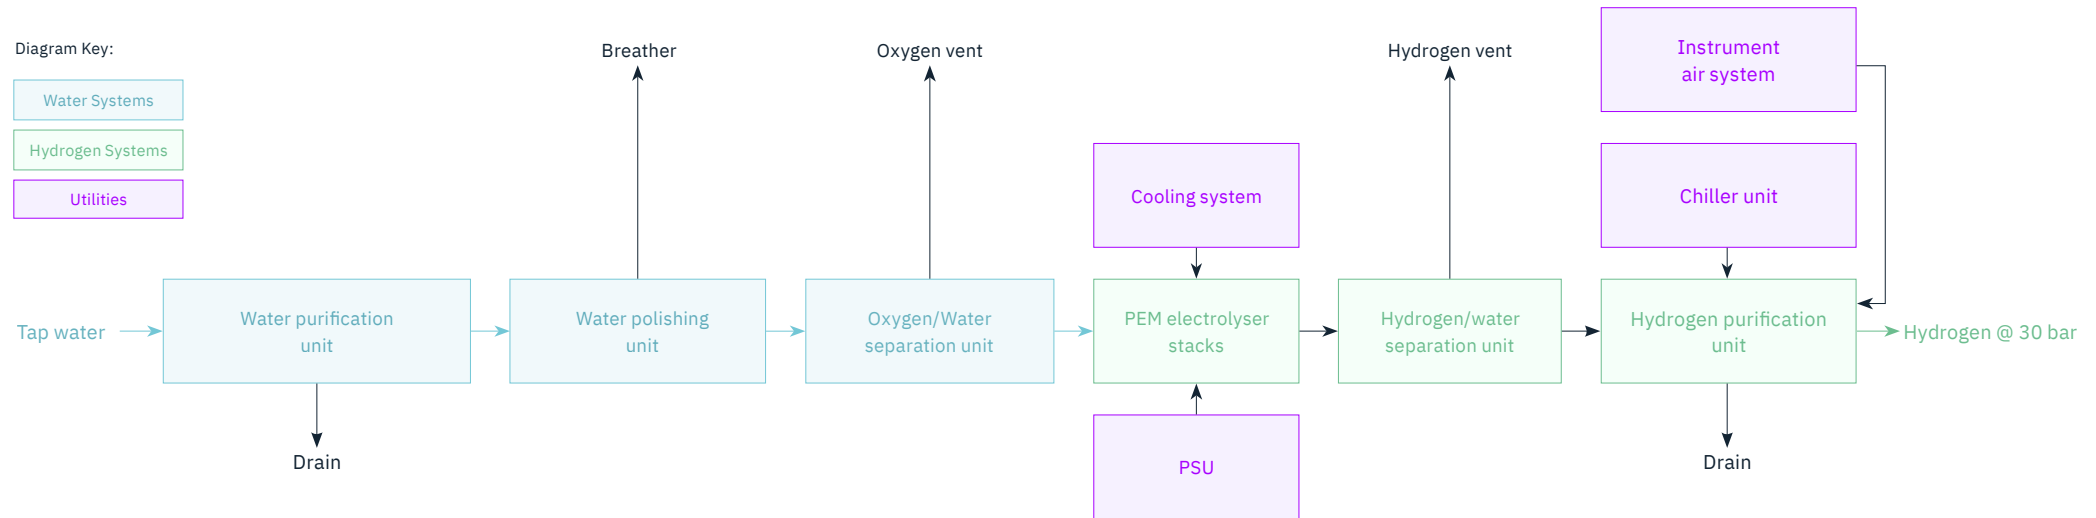 Diagram Key:
Water Systems
Hydrogen Systems
Utilities
Breather
Oxygen vent
Hydrogen vent
Instrument
air system
Cooling system
Chiller unit
Tap water
Water purification
unit
Water polishing
unit
Oxygen/Water
separation unit
PEM electrolyser
stacks
Hydrogen/water
separation unit
Hydrogen purification
unit
Hydrogen @ 30 bar
Drain
PSU
Drain